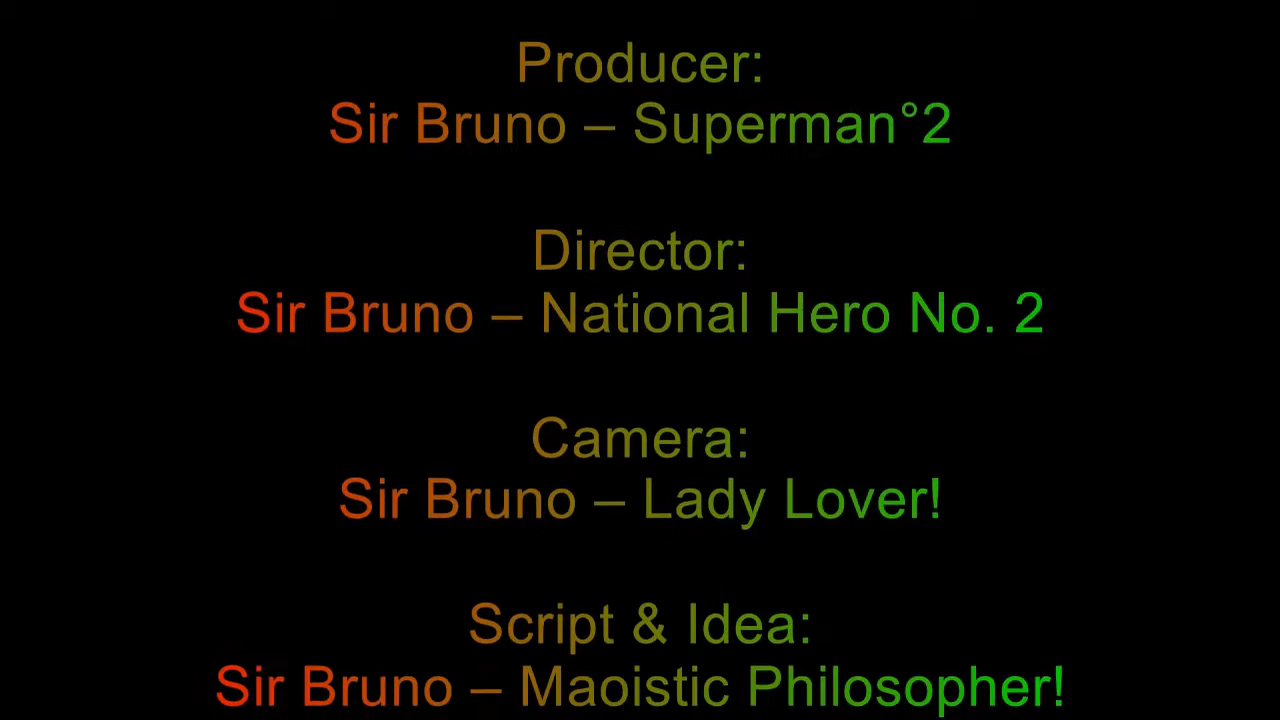 Producer:
Sir Bruno – Superman°2
Director:
Sir Bruno – National Hero No. 2
Camera:
Sir Bruno – Lady Lover!
Script & Idea:
Sir Bruno – Maoistic Philosopher!